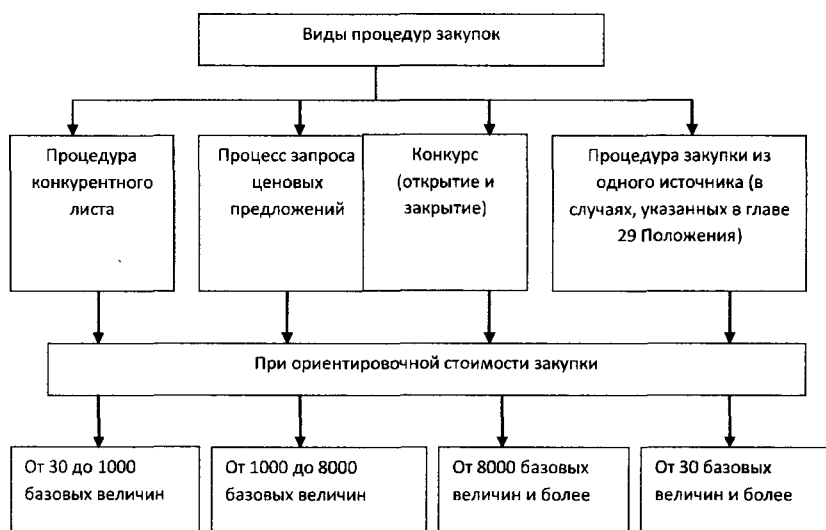 Виды процедур закупок
Процедура
конкурентного
листа
Процесс запроса
ценовых
предложений
Конкурс
(открытие и
закрытие)
Процедура закупки из
одного источника (в
случаях, указанных в главе
29 Положения)
При ориентировочной стоимости закупки
От 30 до 1000
базовых величин
От 1000 до 8000
базовых величин
От 8000 базовых
величин и более
От 30 базовых
величин и более